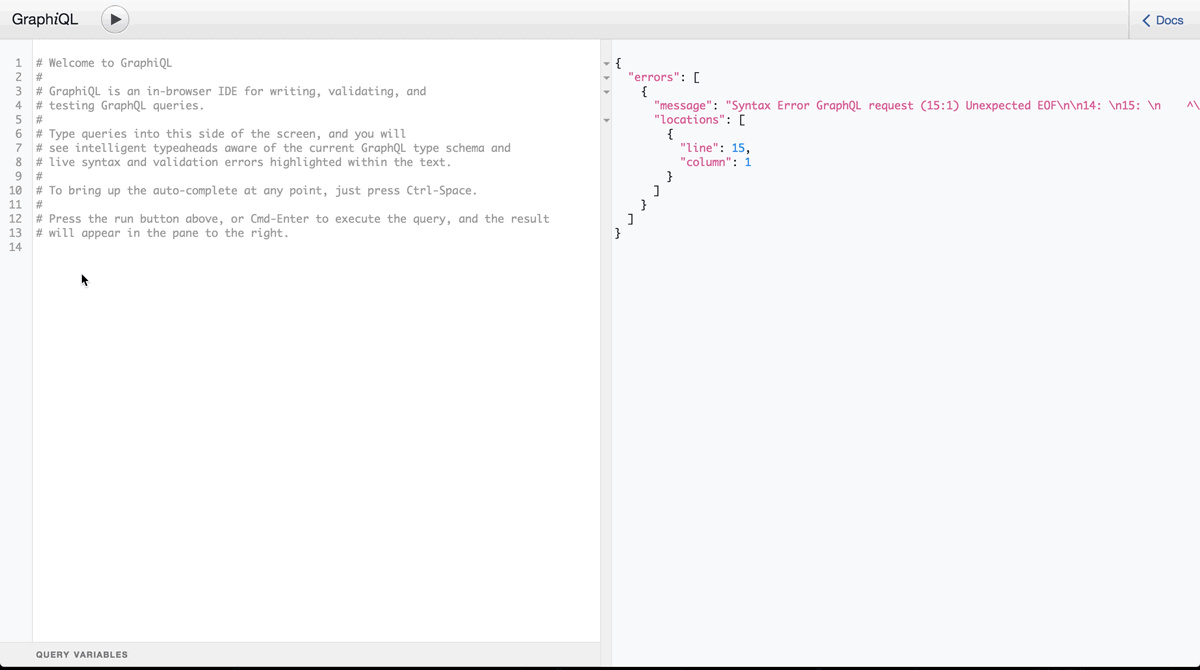 GraphiQL
Docs
1 # Welcome to GraphiQL
2 #
3 # GraphiQL is an in-browser IDE for writing, validating, and
4 # testing GraphQL queries.
5 #
6 # Type queries into this side of the screen, and you will
7 # see intelligent typeaheads aware of the current GraphQL type schema and
8 # live syntax and validation errors highlighted within the text.
9 #
10 # To bring up the auto-complete at any point, just press Ctrl-Space.
11 #
12 # Press the run button above, or Cmd-Enter to execute the query, and the result
13 # will appear in the pane to the right.
14
{
"errors": [
{
"message": "Syntax Error GraphQL request (15:1) Unexpected EOF\n\n14: \n15: \n    ^\
"locations": [
{
"line": 15,
"column": 1
}
]
}
]
}
QUERY VARIABLES